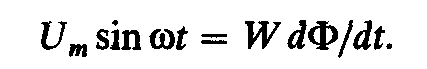 U_m sin ωt = W dΦ/dt.